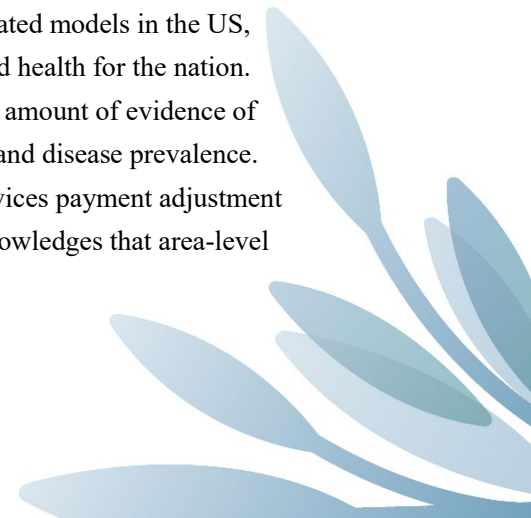 ated models in the US,
d health for the nation.
amount of evidence of
and disease prevalence.
vices payment adjustment
owledges that area-level